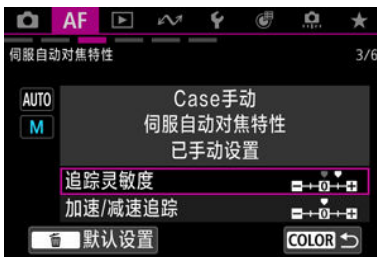 AF
伺服自动对焦特性 3/6
AUTO
M
Case手动
伺服自动对焦特性
已手动设置
追踪灵敏度 0
加速/减速追踪 0
默认设置 COLOR